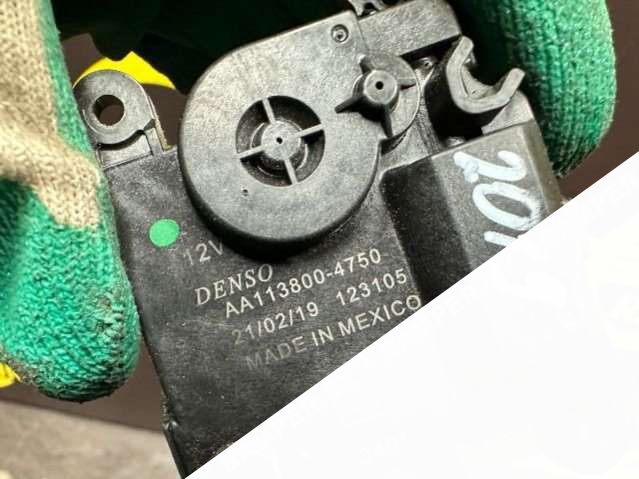 12V
DENSO
AA113800-4750
21/02/19 123105
MADE IN MEXICO